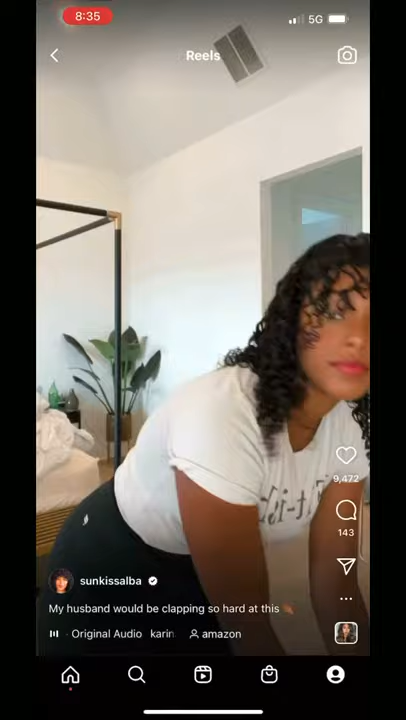 8:35
5G
Reels
9,472
143
sunkissalba
My husband would be clapping so hard at this
Original Audio karin
amazon